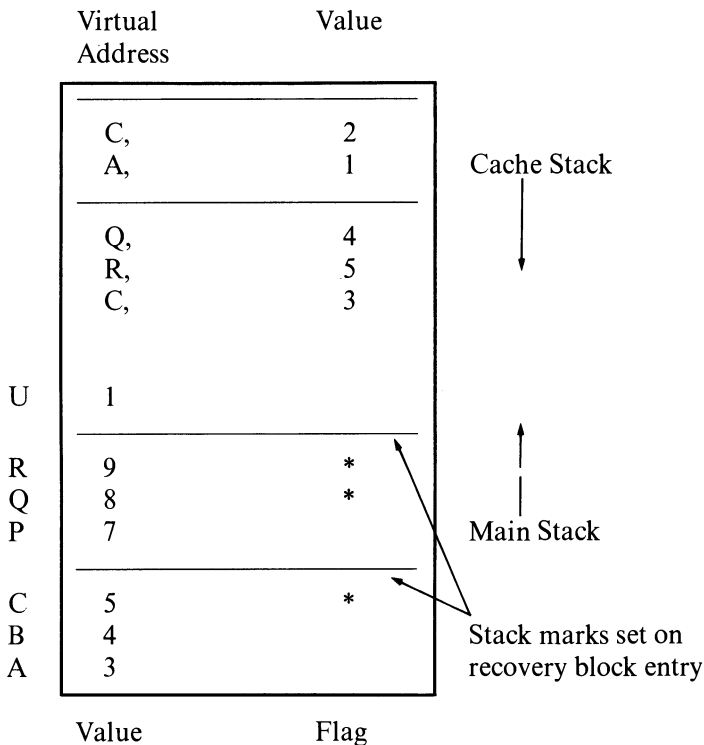 Virtual Address Value
C, 2
A, 1
Cache Stack
Q, 4
R, 5
C, 3
U 1
R 9 *
Q 8 *
P 7
Main Stack
C 5 *
B 4
A 3
Stack marks set on
recovery block entry
Value Flag